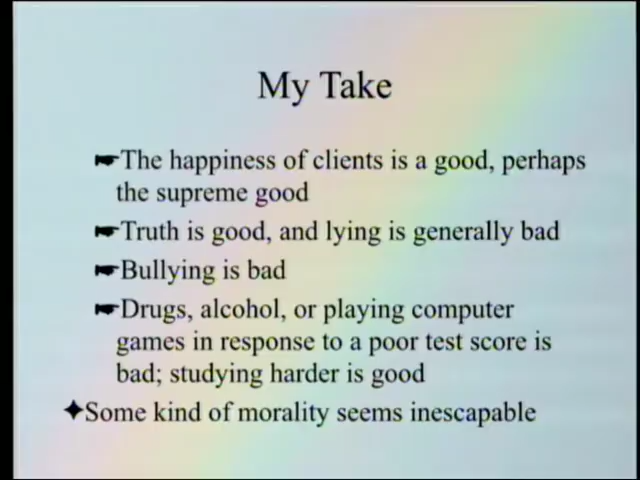 My Take
The happiness of clients is a good, perhaps
the supreme good
Truth is good, and lying is generally bad
Bullying is bad
Drugs, alcohol, or playing computer
games in response to a poor test score is
bad; studying harder is good
Some kind of morality seems inescapable